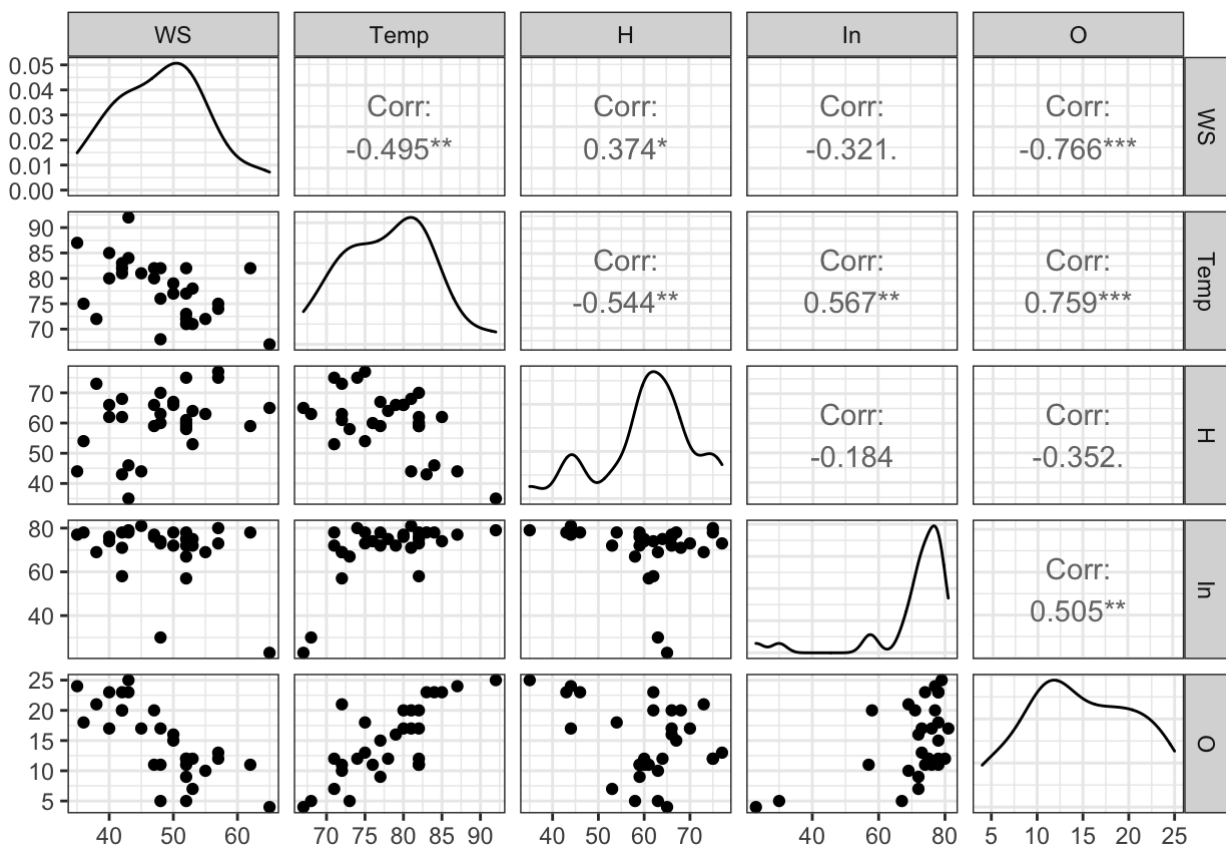 WS Temp H In O
0.05
0.04
0.03
0.02
0.01
0.00
Corr: Corr: Corr: Corr:
-0.495** 0.374* -0.321. -0.766***
WS
90
85
80
75
70
Corr: Corr: Corr:
-0.544** 0.567** 0.759***
Temp
70
60
50
40
Corr: Corr:
-0.184 -0.352.
H
80
60
40
Corr:
0.505**
In
25
20
15
10
5
O
40 50 60 70 75 80 85 90 40 50 60 70 40 60 80 5 10 15 20 25